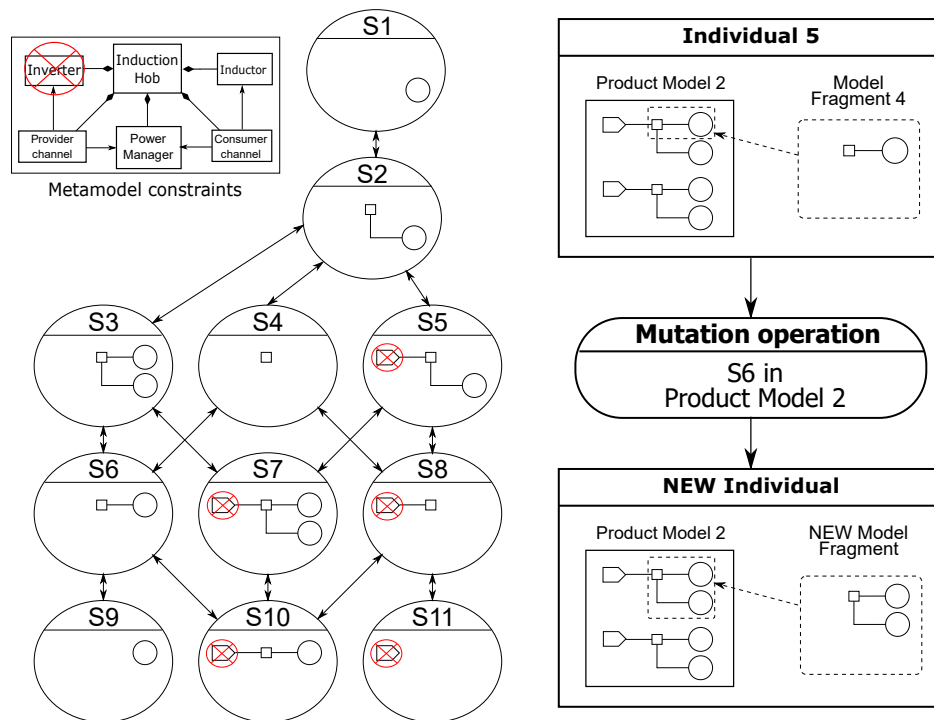 S1
Inverter
Induction
Hob
Inductor
Provider
channel
Power
Manager
Consumer
channel
Metamodel constraints
S2
S3
S4
S5
S6
S7
S8
S9
S10
S11
Individual 5
Product Model 2
Model
Fragment 4
Mutation operation
S6 in
Product Model 2
NEW Individual
Product Model 2
NEW Model
Fragment